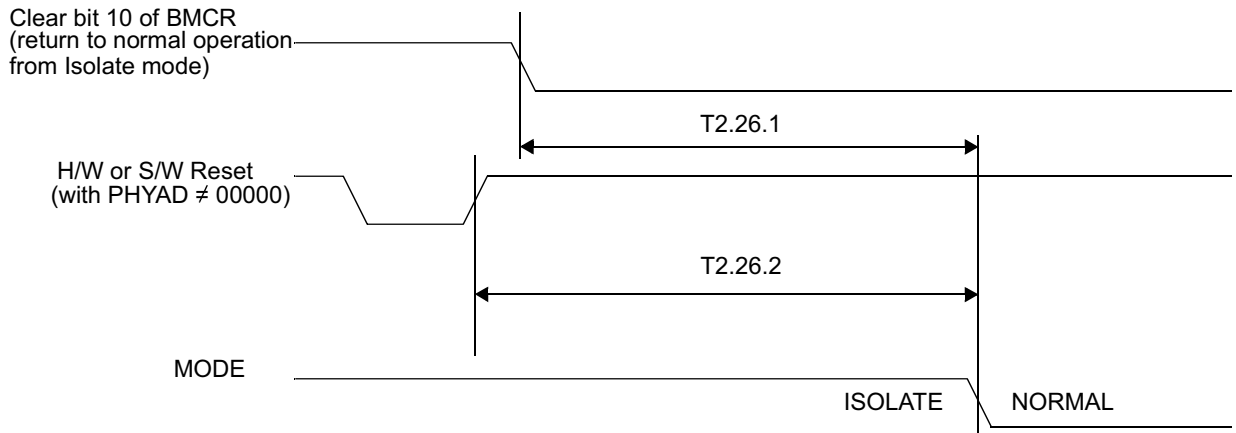 Clear bit 10 of BMCR
(return to normal operation
from Isolate mode)
T2.26.1
H/W or S/W Reset
(with PHYAD ≠ 00000)
T2.26.2
MODE
ISOLATE
NORMAL